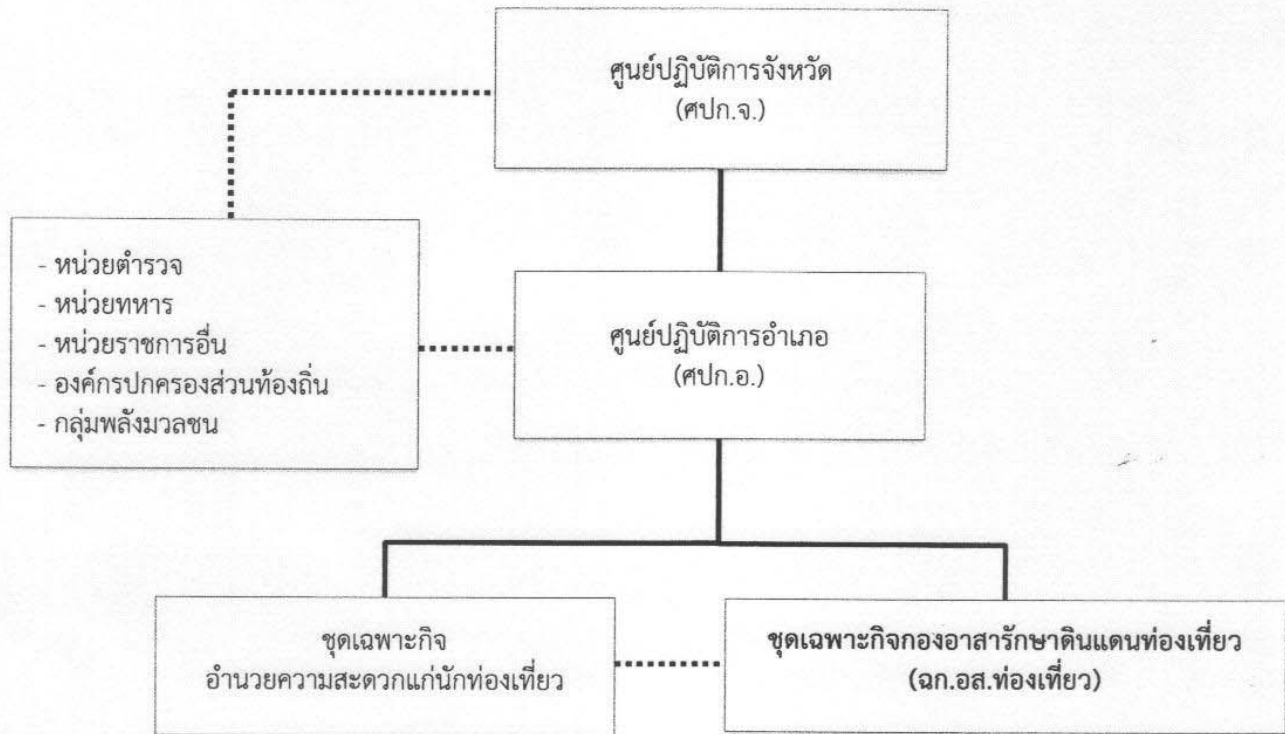 ศูนย์ปฏิบัติการจังหวัด
(ศปก.จ.)
- หน่วยตำรวจ
- หน่วยทหาร
- หน่วยราชการอื่น
- องค์กรปกครองส่วนท้องถิ่น
- กลุ่มพลังมวลชน
ศูนย์ปฏิบัติการอำเภอ
(ศปก.อ.)
ชุดเฉพาะกิจ
อำนวยความสะดวกแก่นักท่องเที่ยว
ชุดเฉพาะกิจกองอาสารักษาดินแดนท่องเที่ยว
(ฉก.อส.ท่องเที่ยว)